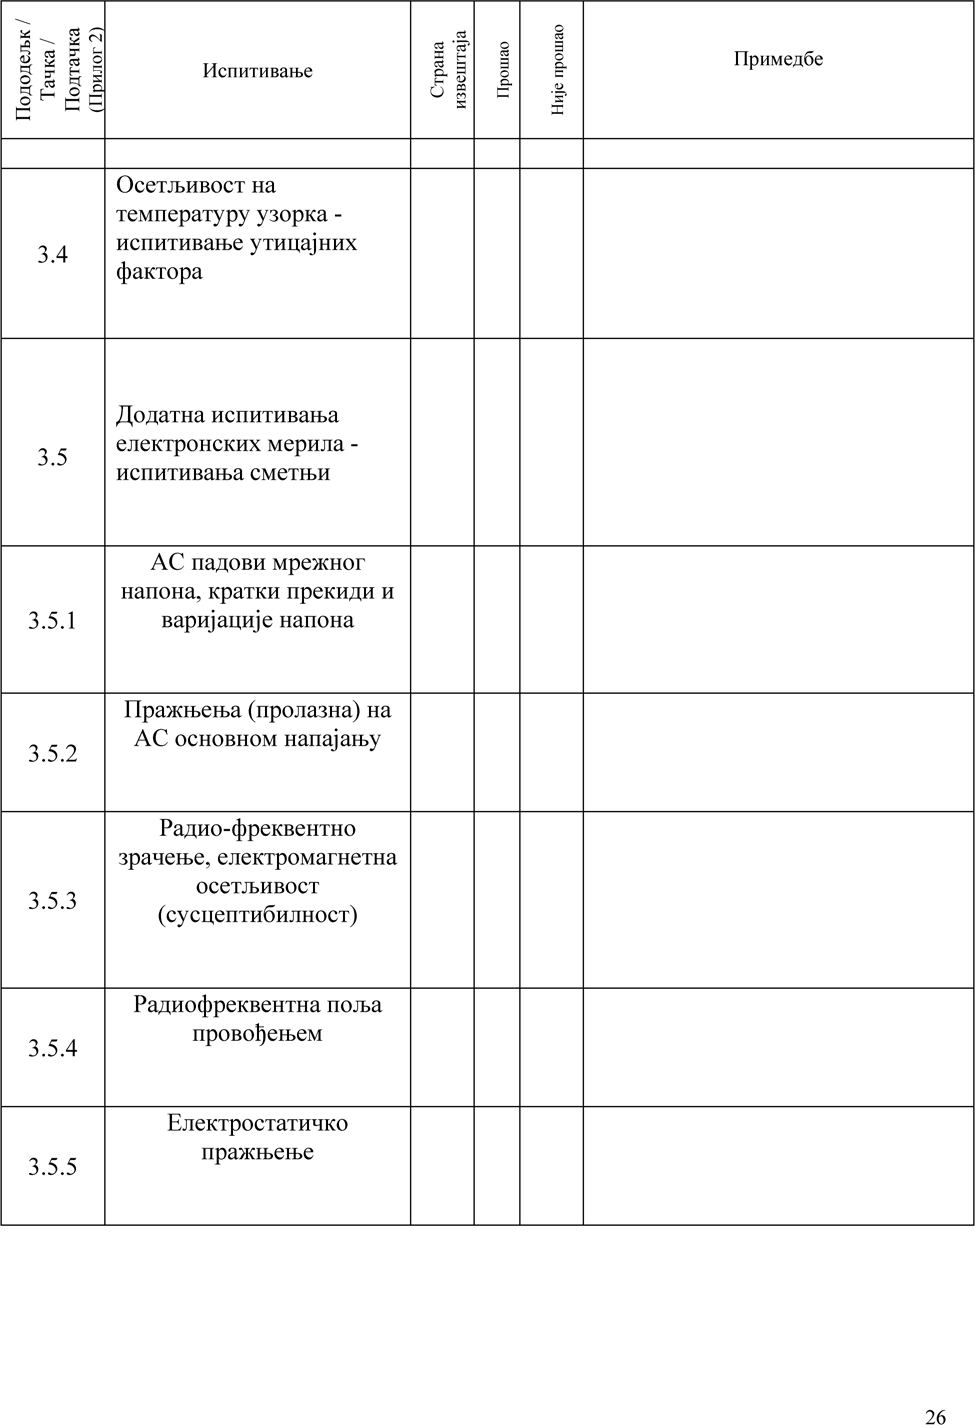 Пододељк /
Тачка /
Подтачка
(Прилог 2)
Испитивање
Страна
извештаја
Прошао
Није прошао
Примедбе
3.4
Осетљивост на
температуру узорка -
испитивање утицајних
фактора
3.5
Додатна испитивања
електронских мерила -
испитивања сметњи
3.5.1
АС падови мрежног
напона, кратки прекиди и
варијације напона
3.5.2
Пражњења (пролазна) на
АС основном напајању
3.5.3
Радио-фреквентно
зрачење, електромагнетна
осетљивост
(сусцептибилност)
3.5.4
Радиофреквентна поља
провођењем
3.5.5
Електростатичко
пражњење
26